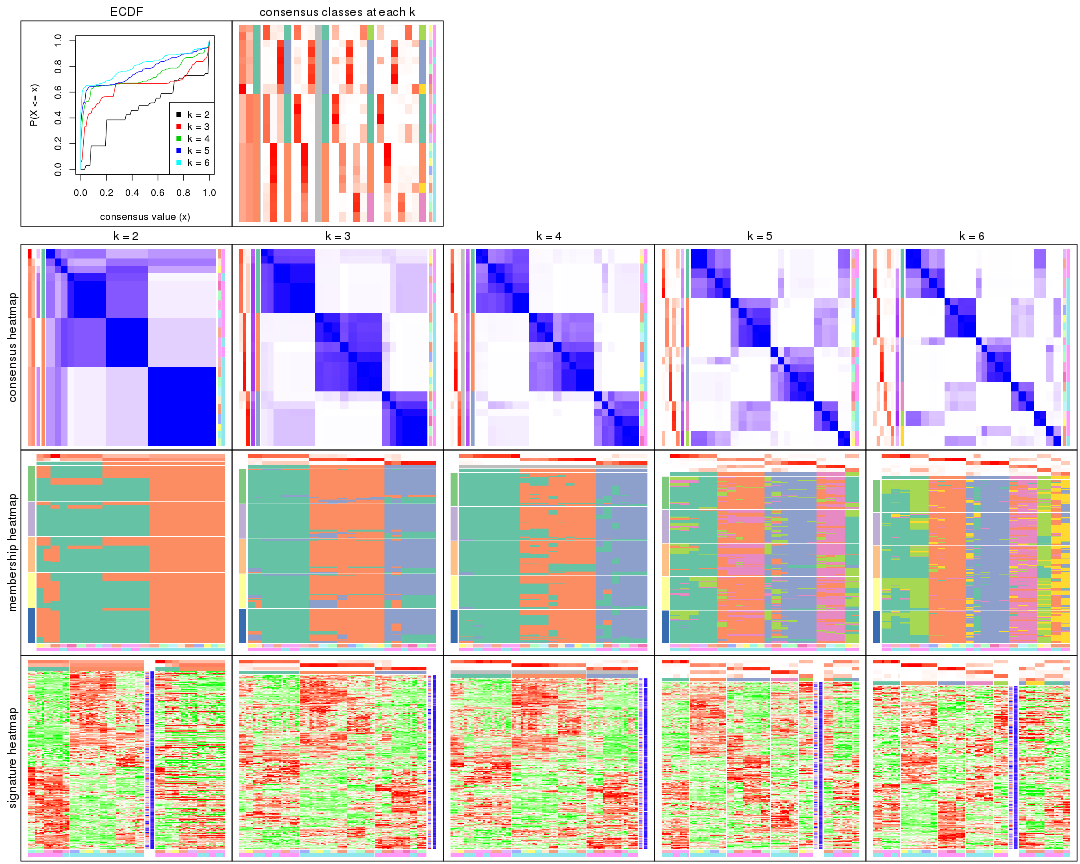 ECDF
consensus classes at each k
P(X <= x)
0.0
0.2
0.4
0.6
0.8
1.0
k = 2
k = 3
k = 4
k = 5
k = 6
0.0 0.2 0.4 0.6 0.8 1.0
consensus value (x)
k = 2
k = 3
k = 4
k = 5
k = 6
consensus heatmap
membership heatmap
signature heatmap